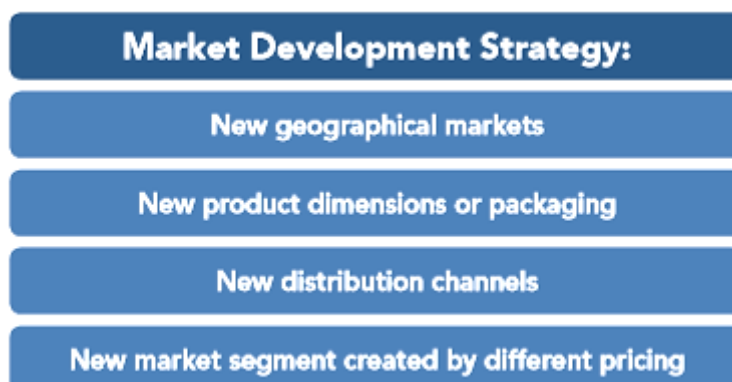 Market Development Strategy:
New geographical markets
New product dimensions or packaging
New distribution channels
New market segment created by different pricing